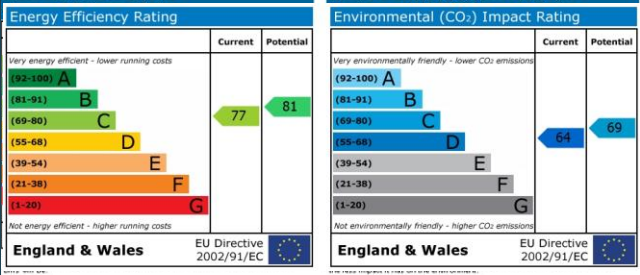 Energy Efficiency Rating
Current Potential
Very energy efficient - lower running costs
(92-100) A
(81-91) B
(69-80) C
(55-68) D
(39-54) E
(21-38) F
(1-20) G
77
81
Not energy efficient - higher running costs
England & Wales
EU Directive
2002/91/EC
Environmental (CO₂) Impact Rating
Current Potential
Very environmentally friendly - lower CO₂ emissions
(92-100) A
(81-91) B
(69-80) C
(55-68) D
(39-54) E
(21-38) F
(1-20) G
64
69
Not environmentally friendly - higher CO₂ emissions
England & Wales
EU Directive
2002/91/EC